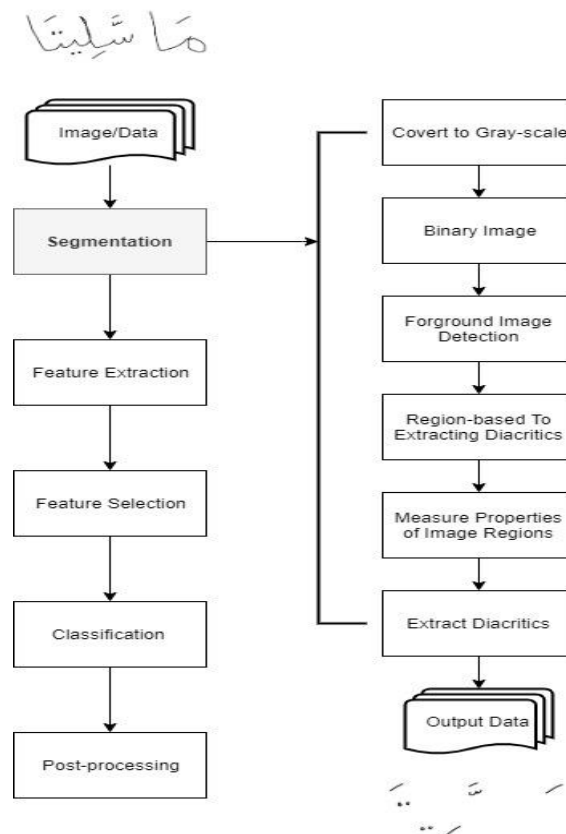 مَا شَّلِيتَا
Image/Data
Segmentation
Feature Extraction
Feature Selection
Classification
Post-processing
Covert to Gray-scale
Binary Image
Forground Image
Detection
Region-based To
Extracting Diacritics
Measure Properties
of Image Regions
Extract Diacritics
Output Data